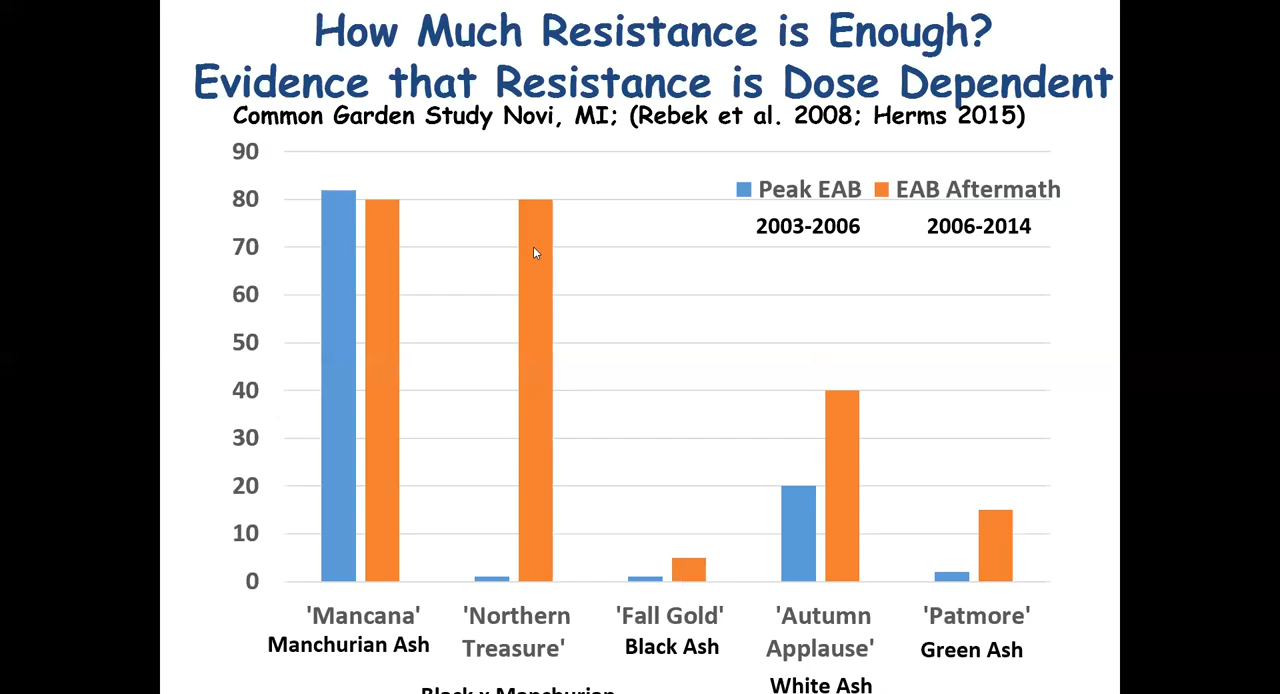 How Much Resistance is Enough?
Evidence that Resistance is Dose Dependent
Common Garden Study Novi, MI; (Rebek et al. 2008; Herms 2015)
90
Peak EAB EAB Aftermath
80
2003-2006 2006-2014
70
60
50
40
30
20
10
0
'Mancana' 'Northern 'Fall Gold' 'Autumn 'Patmore'
Manchurian Ash Treasure' Black Ash Applause' Green Ash
Black x Manchurian White Ash